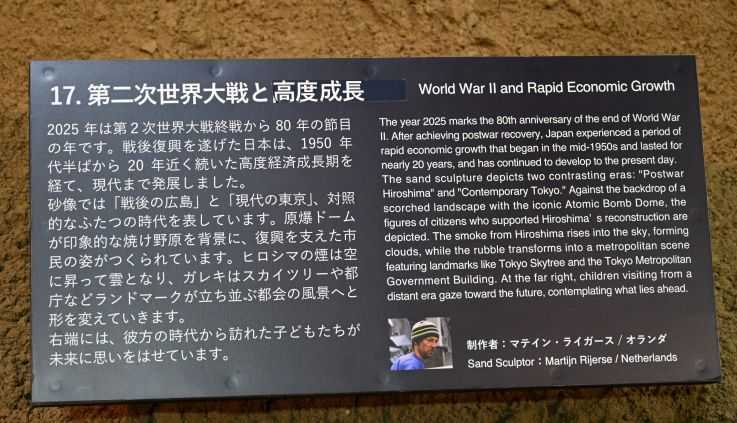 17. 第二次世界大戦と高度成長
World War II and Rapid Economic Growth
2025 年は第２次世界大戦終戦から 80 年の節目
の年です。戦後復興を遂げた日本は、1950 年
代半ばから 20 年近く続いた高度経済成長期を
経て、現代まで発展しました。
砂像では「戦後の広島」と「現代の東京」、対照
的なふたつの時代を表しています。原爆ドーム
が印象的な焼け野原を背景に、復興を支えた市
民の姿がつくられています。ヒロシマの煙は空
に昇って雲となり、ガレキはスカイツリーや都
庁などランドマークが立ち並ぶ都会の風景へと
形を変えていきます。
右端には、彼方の時代から訪れた子どもたちが
未来に思いをはせています。
The year 2025 marks the 80th anniversary of the end of World War
II. After achieving postwar recovery, Japan experienced a period of
rapid economic growth that began in the mid-1950s and lasted for
nearly 20 years, and has continued to develop to the present day.
The sand sculpture depicts two contrasting eras: "Postwar
Hiroshima" and "Contemporary Tokyo." Against the backdrop of a
scorched landscape with the iconic Atomic Bomb Dome, the
figures of citizens who supported Hiroshima’s reconstruction are
depicted. The smoke from Hiroshima rises into the sky, forming
clouds, while the rubble transforms into a metropolitan scene
featuring landmarks like Tokyo Skytree and the Tokyo Metropolitan
Government Building. At the far right, children visiting from a
distant era gaze toward the future, contemplating what lies ahead.
制作者：マテイン・ライガース / オランダ
Sand Sculptor：Martijn Rijerse / Netherlands